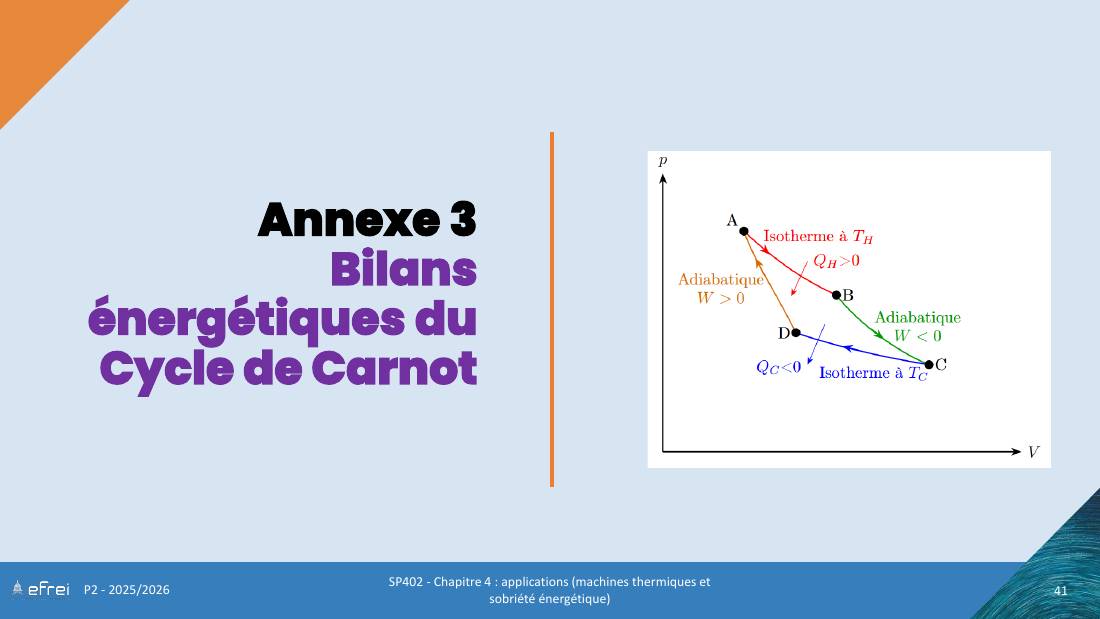 Annexe 3
Bilans
énergétiques du
Cycle de Carnot
p
A
Isotherme à T_H
Q_H>0
Adiabatique
W > 0
B
Adiabatique
W < 0
D
Q_C<0
Isotherme à T_C
C
V
efrei
P2 - 2025/2026
SP402 - Chapitre 4 : applications (machines thermiques et
sobriété énergétique)
41